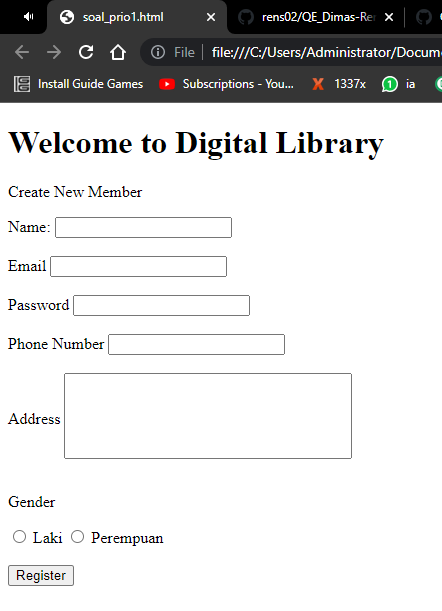 soal_prio1.html
rens02/QE_Dimas-Re
File
file:///C:/Users/Administrator/Docume
Install Guide Games
Subscriptions - You...
1337x
1
ia
Welcome to Digital Library
Create New Member
Name:
Email
Password
Phone Number
Address
Gender
Laki
Perempuan
Register